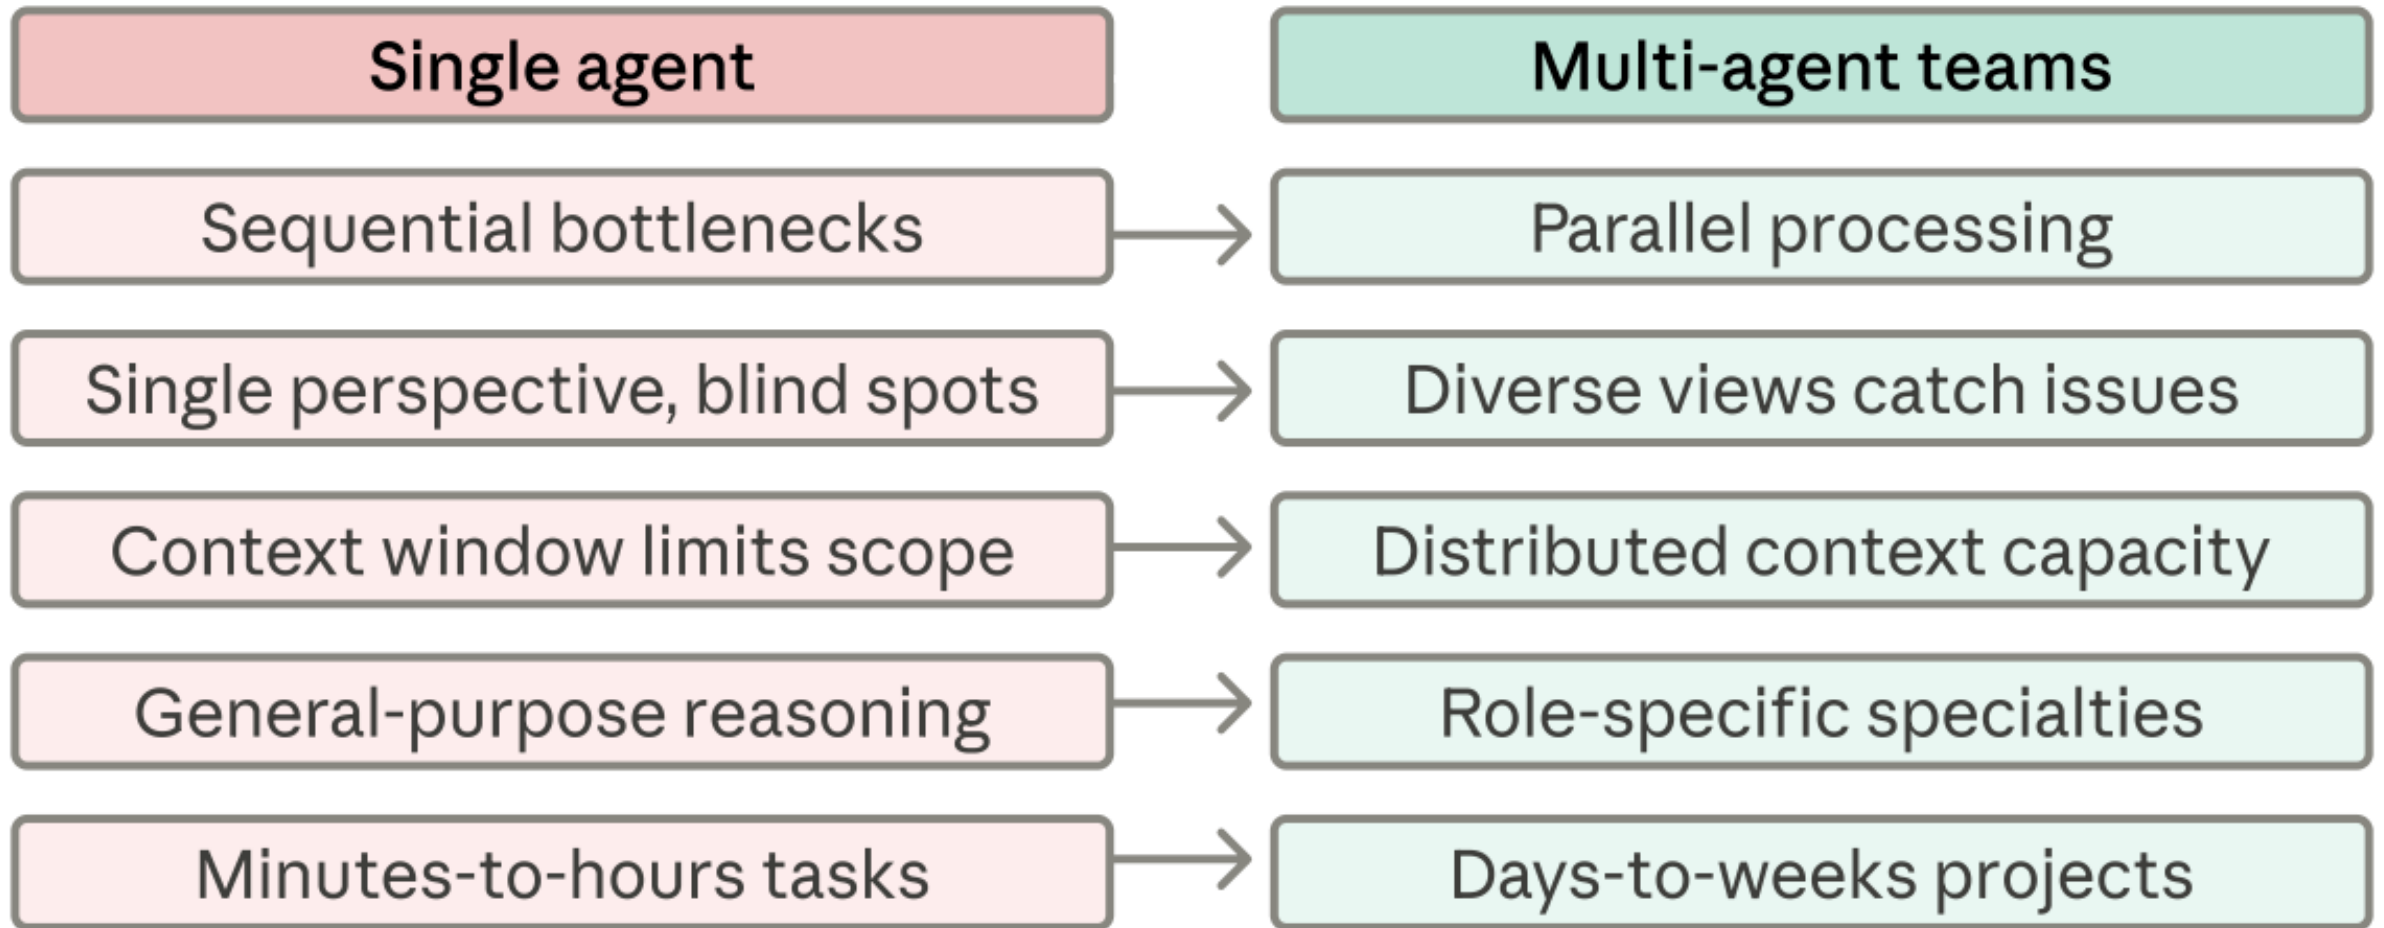 Single agent
Multi-agent teams
Sequential bottlenecks
Parallel processing
Single perspective, blind spots
Diverse views catch issues
Context window limits scope
Distributed context capacity
General-purpose reasoning
Role-specific specialties
Minutes-to-hours tasks
Days-to-weeks projects